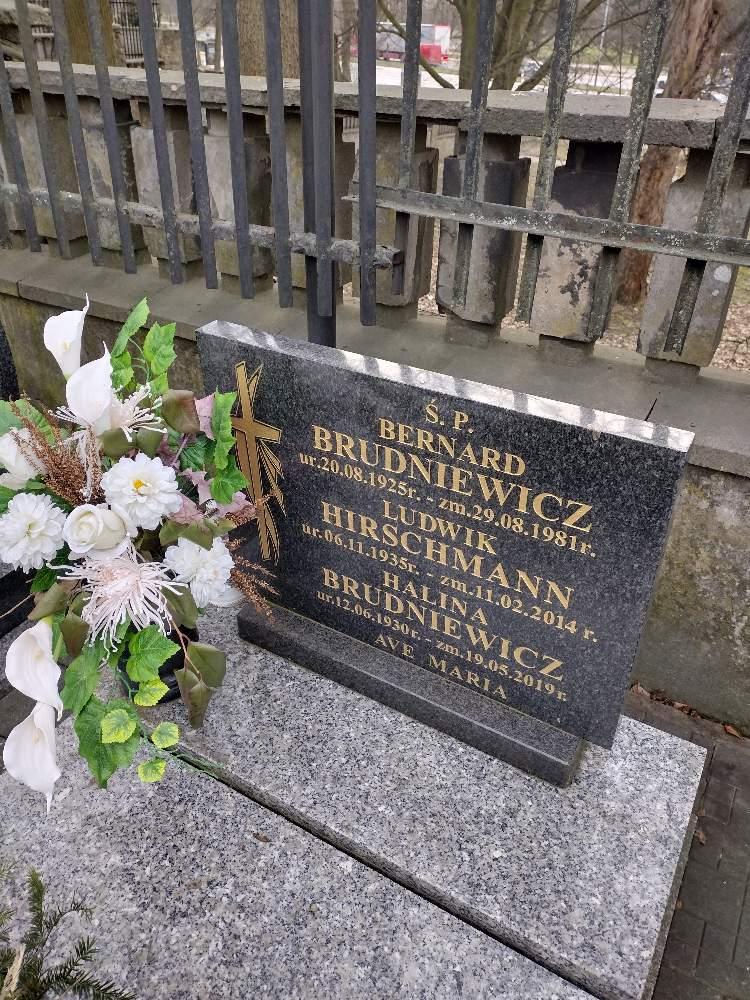 Ś. P.
BERNARD
BRUDNIEWICZ
ur.20.08.1925r. - zm.29.08.1981r.
LUDWIK
HIRSCHMANN
ur.06.11.1935r. - zm.11.02.2014 r.
HALINA
BRUDNIEWICZ
ur.12.06.1930r. - zm.19.05.2019r.
AVE MARIA